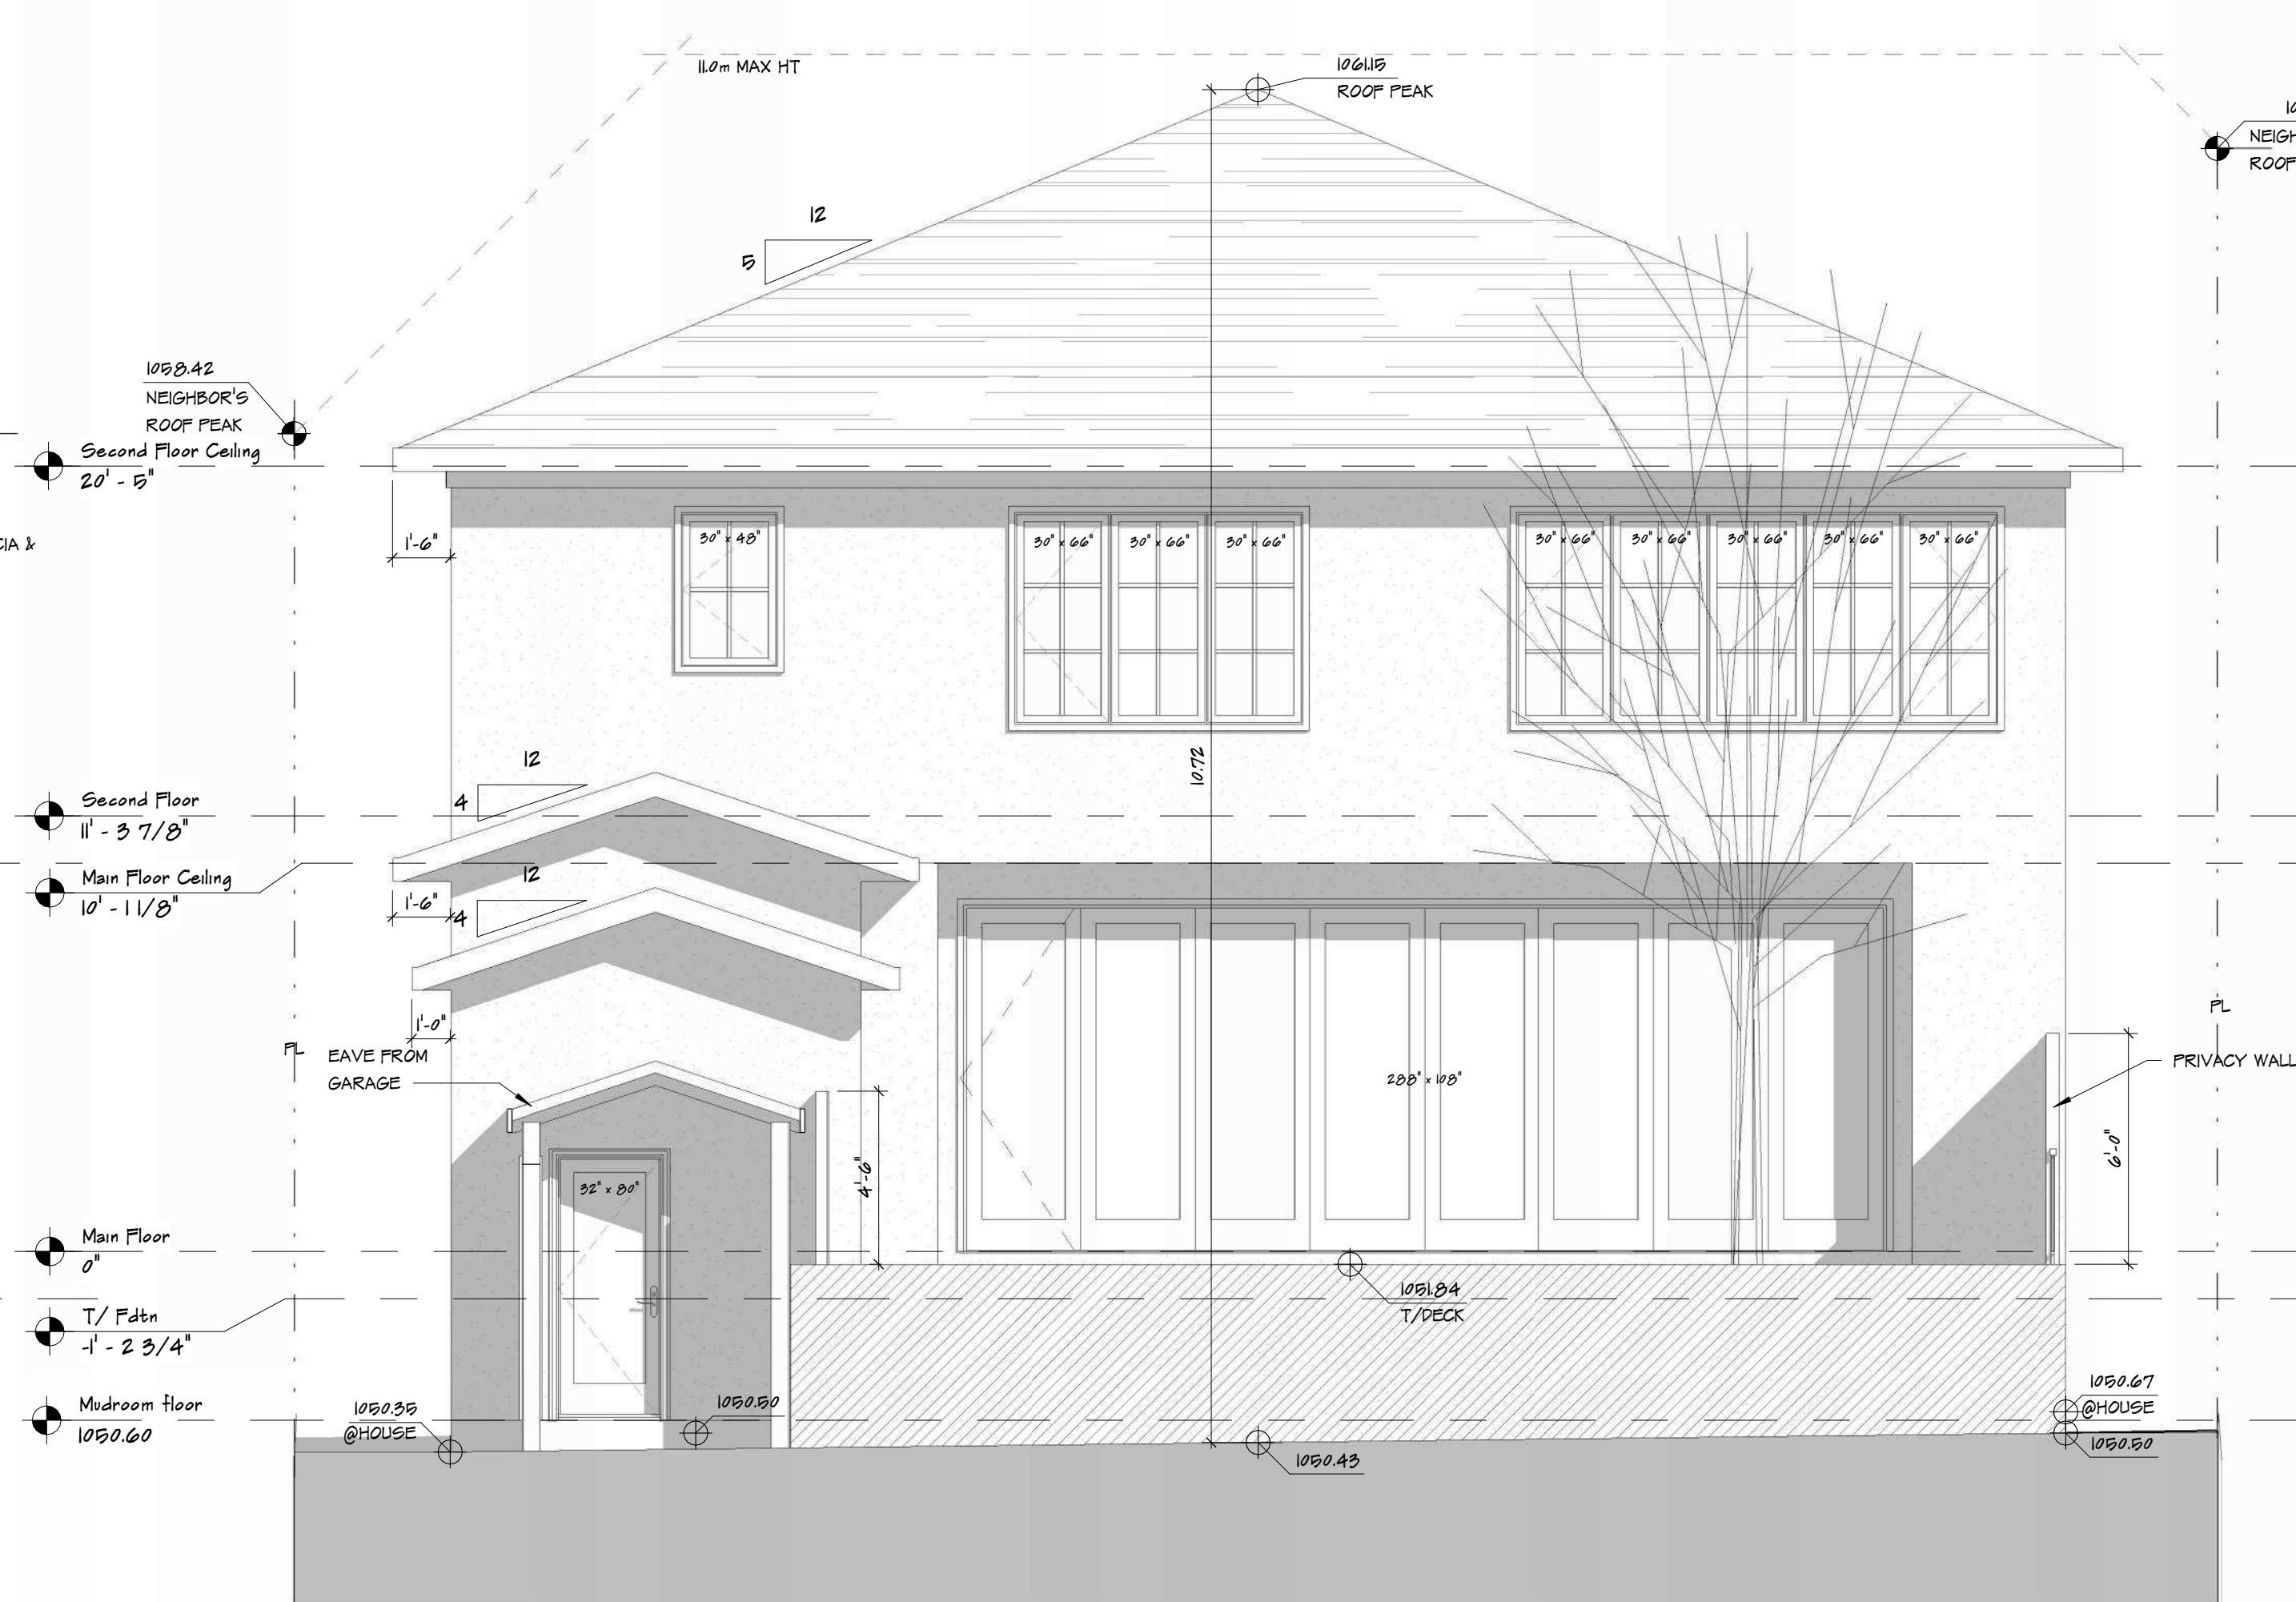 11.0m MAX HT
1061.15
ROOF PEAK
12
5
1058.42
NEIGHBOR'S
ROOF PEAK
Second Floor Ceiling
20' - 5"
1'-6"
30" x 48"
30" x 66"
30" x 66"
30" x 66"
30" x 66"
30" x 66"
30" x 66"
30" x 66"
30" x 66"
10.72
12
4
Second Floor
11' - 3 7/8"
Main Floor Ceiling
10' - 1 1/8"
12
4
1'-6"
1'-0"
PL
EAVE FROM
GARAGE
4'-6"
288" x 108"
PL
PRIVACY WALL
6'-0"
32" x 80"
Main Floor
0"
1051.84
T/DECK
T/ Fdtn
-1' - 2 3/4"
Mudroom floor
1050.60
1050.35
@HOUSE
1050.50
1050.43
1050.67
@HOUSE
1050.50